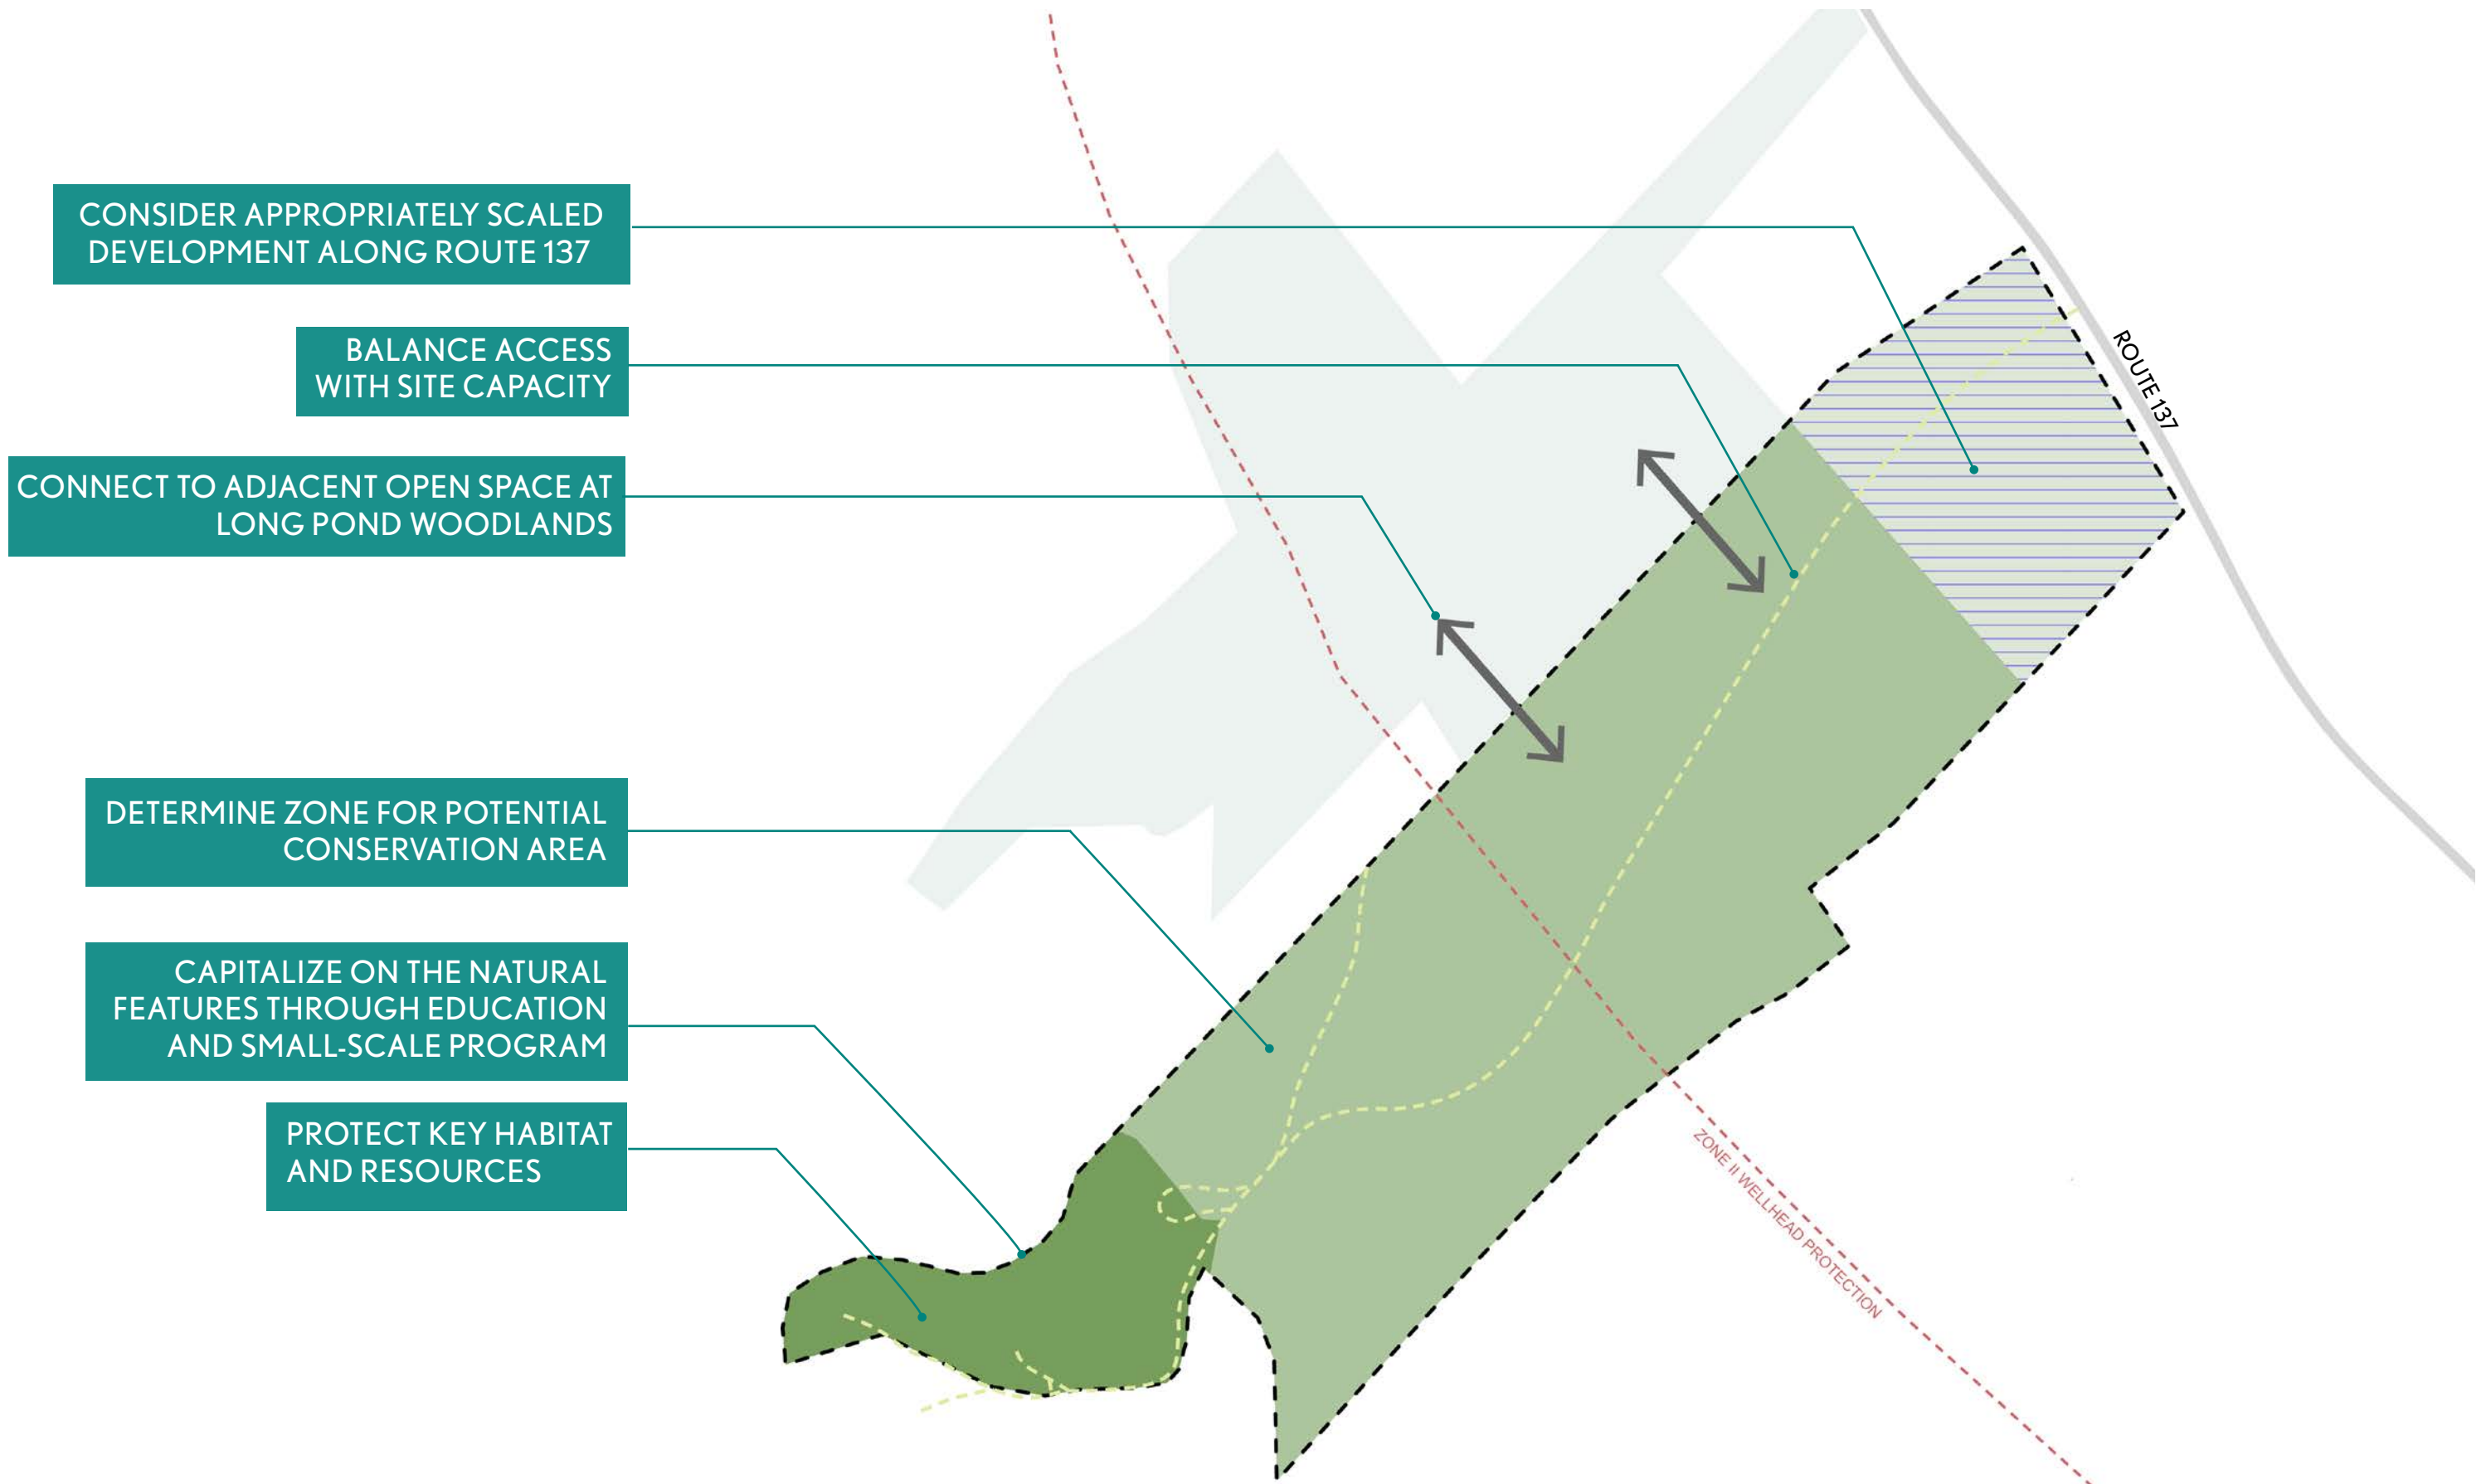 CONSIDER APPROPRIATELY SCALED
DEVELOPMENT ALONG ROUTE 137
BALANCE ACCESS
WITH SITE CAPACITY
CONNECT TO ADJACENT OPEN SPACE AT
LONG POND WOODLANDS
DETERMINE ZONE FOR POTENTIAL
CONSERVATION AREA
CAPITALIZE ON THE NATURAL
FEATURES THROUGH EDUCATION
AND SMALL-SCALE PROGRAM
PROTECT KEY HABITAT
AND RESOURCES
ROUTE 137
ZONE II WELLHEAD PROTECTION